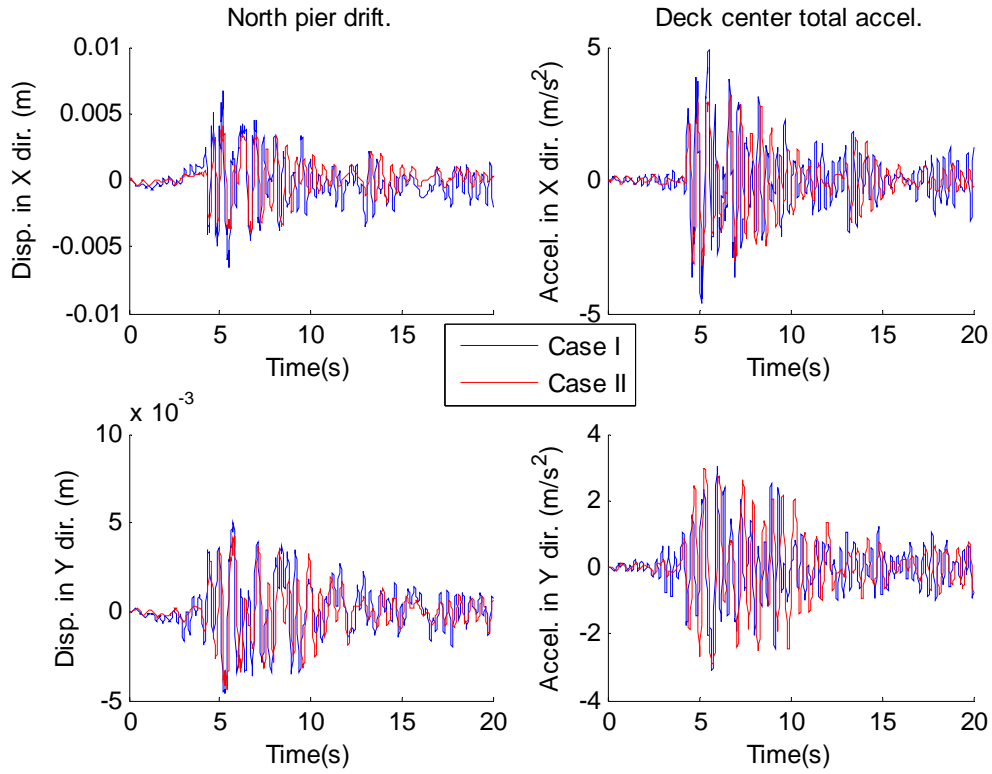 North pier drift.
Deck center total accel.
Disp. in X dir. (m)
0.01
0.005
0
-0.005
-0.01
0 5 10 15 20
Time(s)
Accel. in X dir. (m/s²)
5
0
-5
0 5 10 15 20
Time(s)
Case I
Case II
x 10⁻³
Disp. in Y dir. (m)
10
5
0
-5
0 5 10 15 20
Time(s)
Accel. in Y dir. (m/s²)
4
2
0
-2
-4
0 5 10 15 20
Time(s)